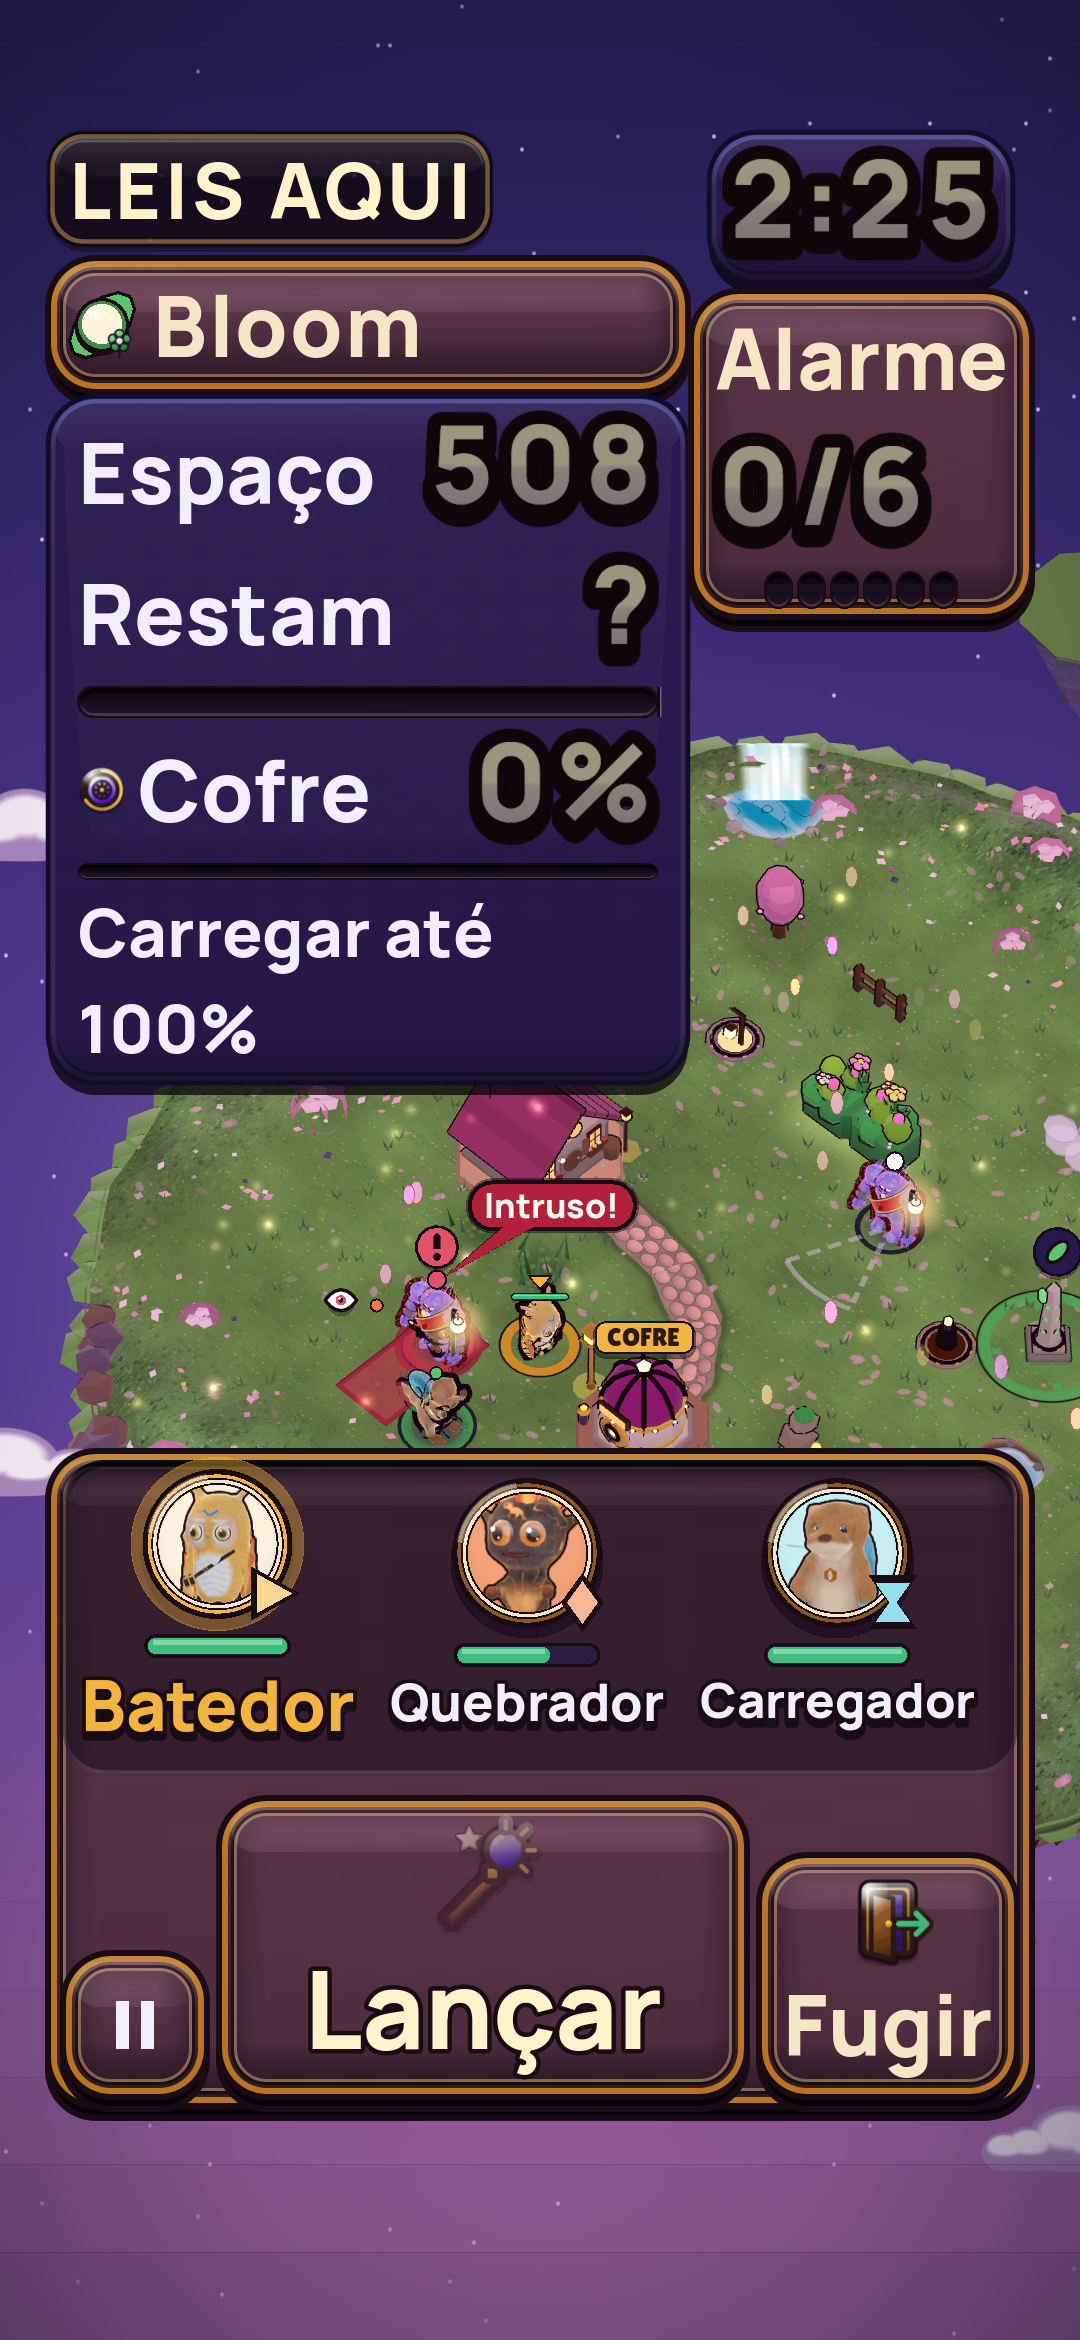 LEIS AQUI
2:25
Bloom
Alarme
0/6
Espaço 508
Restam ?
Cofre 0%
Carregar até
100%
Intruso!
COFRE
Batedor
Quebrador
Carregador
Lançar
Fugir